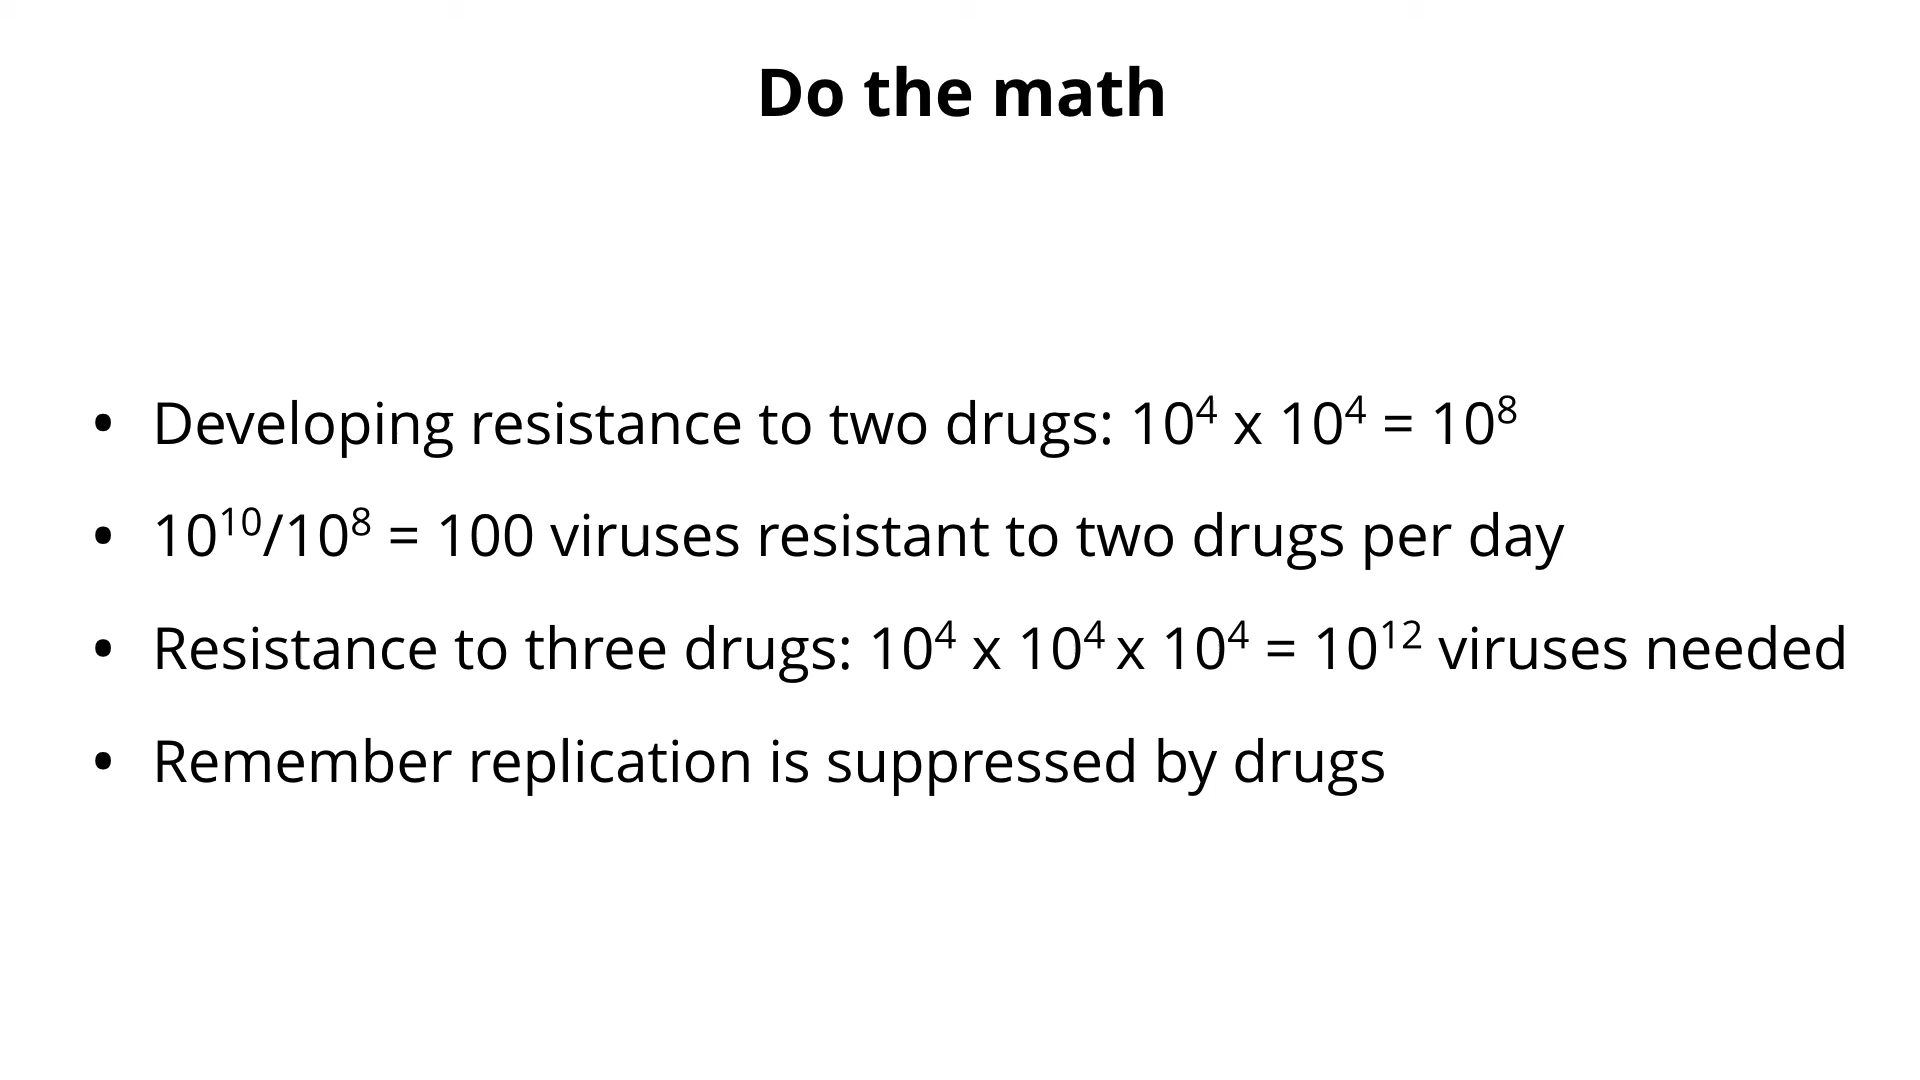 Do the math
• Developing resistance to two drugs: 10⁴ x 10⁴ = 10⁸
• 10¹⁰/10⁸ = 100 viruses resistant to two drugs per day
• Resistance to three drugs: 10⁴ x 10⁴ x 10⁴ = 10¹² viruses needed
• Remember replication is suppressed by drugs